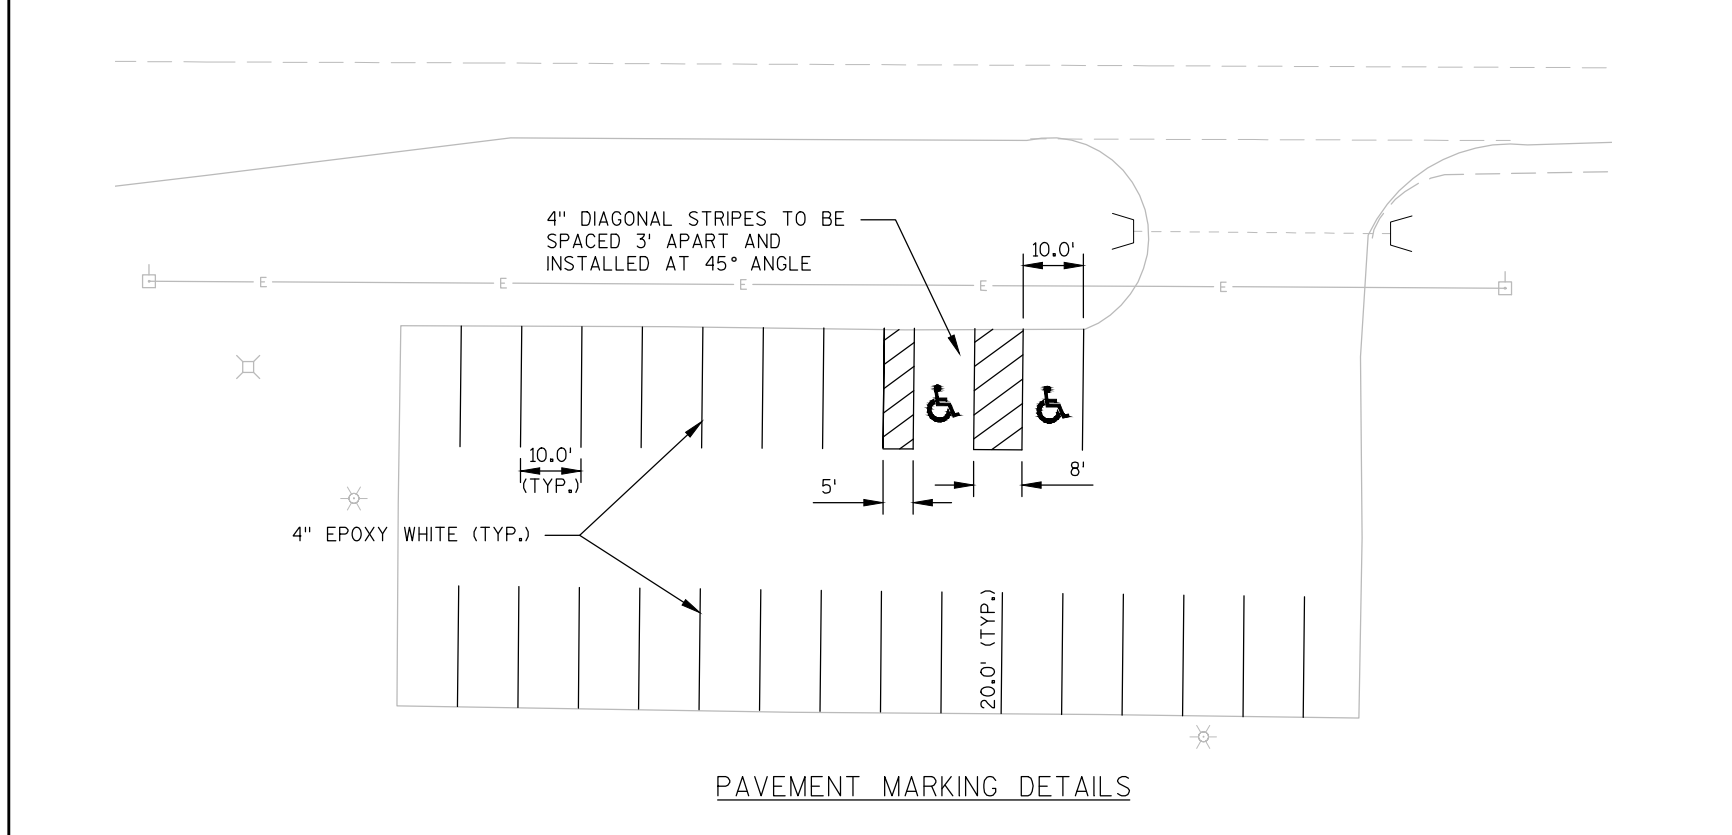 4" DIAGONAL STRIPES TO BE
SPACED 3' APART AND
INSTALLED AT 45° ANGLE
10.0'
E E E E E
10.0'
(TYP.)
5'
8'
4" EPOXY WHITE (TYP.)
20.0' (TYP.)
PAVEMENT MARKING DETAILS